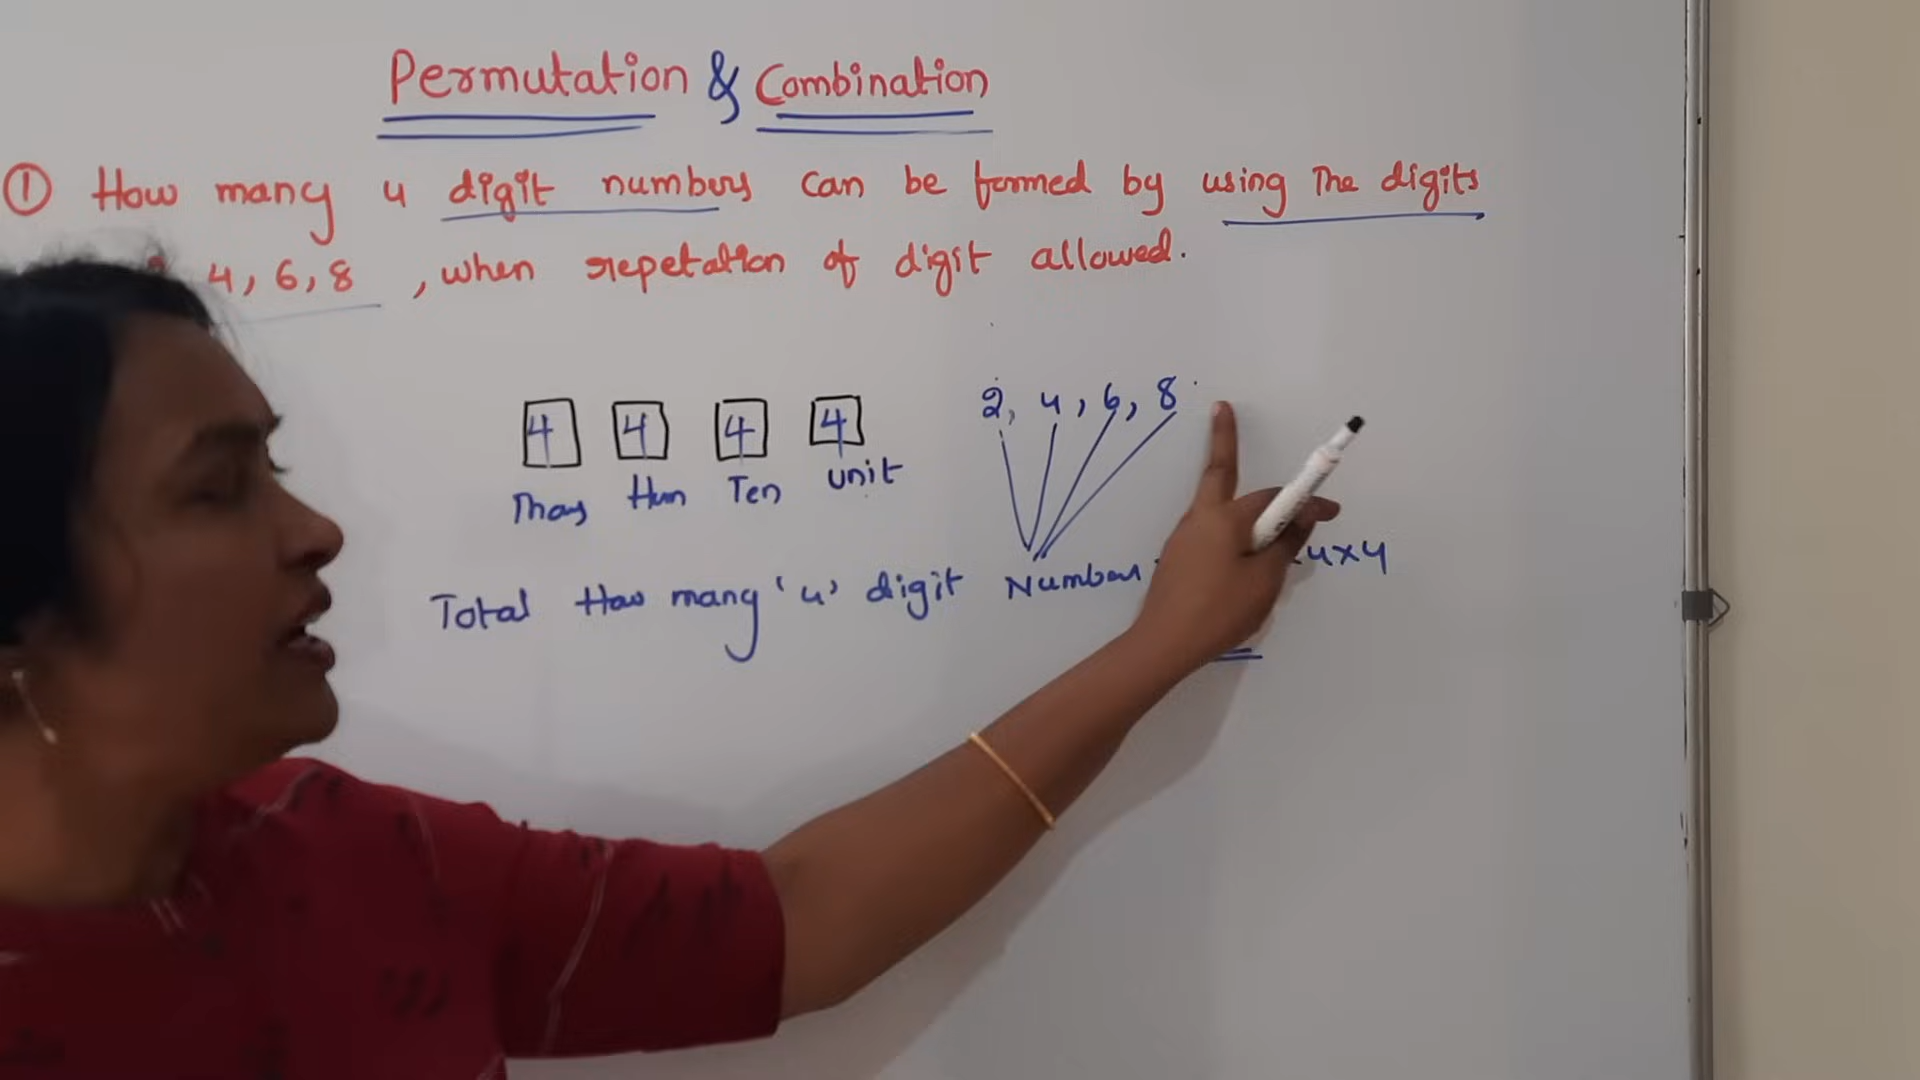 Permutation & Combination
① How many 4 digit numbers can be formed by using The digits
4, 6, 8 , when repetation of digit allowed.
4 4 4 4 2, 4, 6, 8
Thous Hun Ten unit
Total How many '4' digit Number 4x4